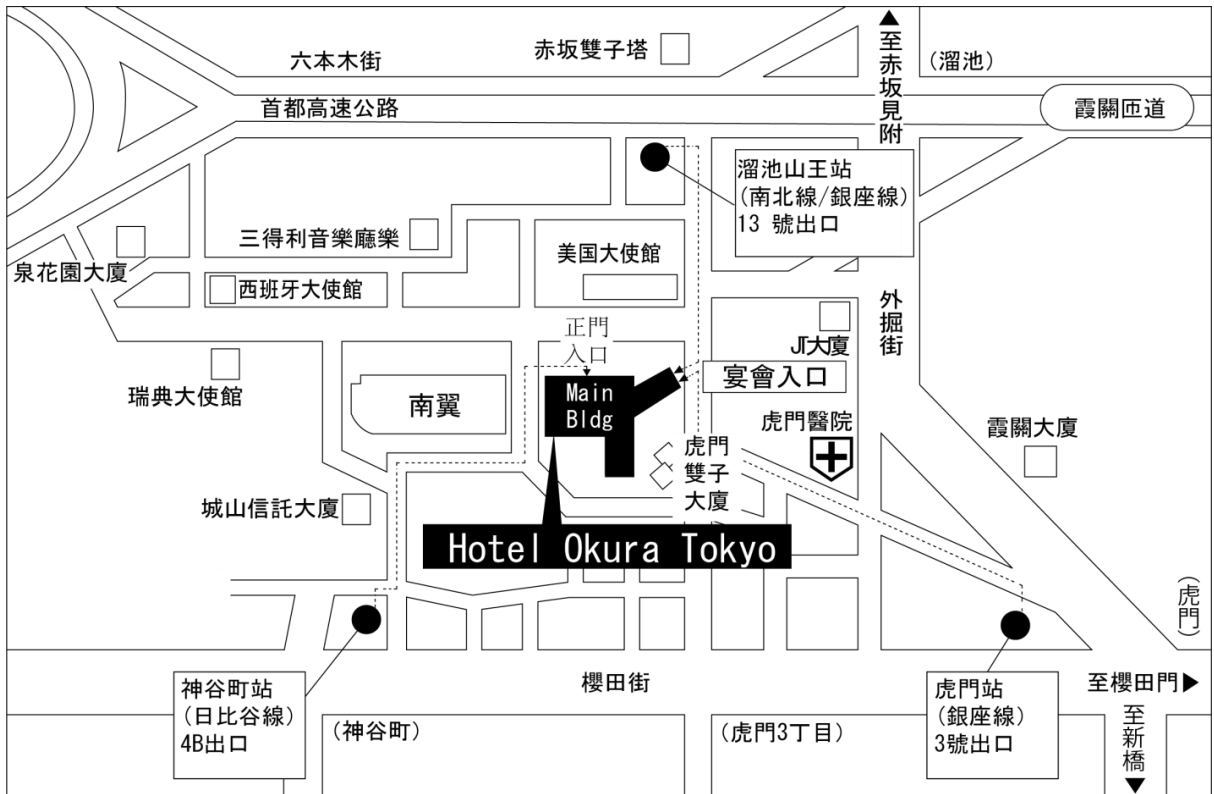 六本木街
赤坂雙子塔
▲至赤坂見附
(溜池)
首都高速公路
霞關匝道
溜池山王站
(南北線/銀座線)
13 號出口
三得利音樂廳樂
美国大使館
泉花園大廈
西班牙大使館
外掘街
正門
入口
JT大廈
宴會入口
瑞典大使館
南翼
Main
Bldg
虎門醫院
霞關大廈
虎門
雙子
大廈
城山信託大廈
Hotel Okura Tokyo
(虎門)
神谷町站
(日比谷線)
4B出口
櫻田街
虎門站
(銀座線)
3號出口
至櫻田門▶
(神谷町)
(虎門3丁目)
至新橋▼